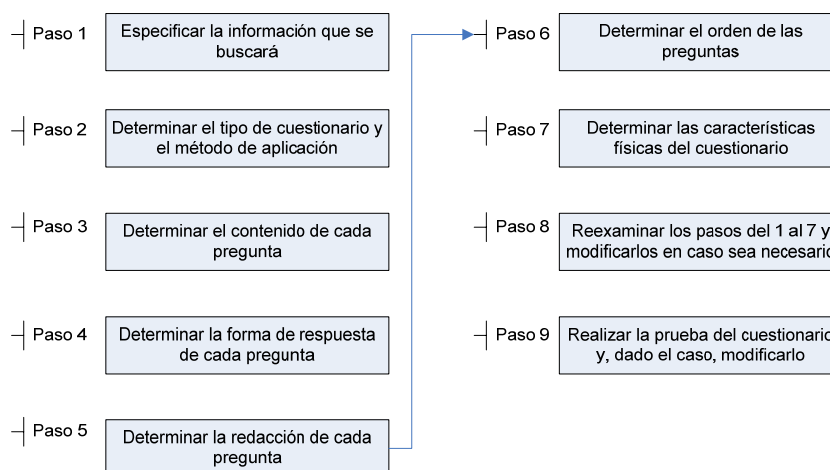 Paso 1
Especificar la información que se
buscará
Paso 2
Determinar el tipo de cuestionario y
el método de aplicación
Paso 3
Determinar el contenido de cada
pregunta
Paso 4
Determinar la forma de respuesta
de cada pregunta
Paso 5
Determinar la redacción de cada
pregunta
Paso 6
Determinar el orden de las
preguntas
Paso 7
Determinar las características
físicas del cuestionario
Paso 8
Reexaminar los pasos del 1 al 7 y
modificarlos en caso sea necesario
Paso 9
Realizar la prueba del cuestionario
y, dado el caso, modificarlo